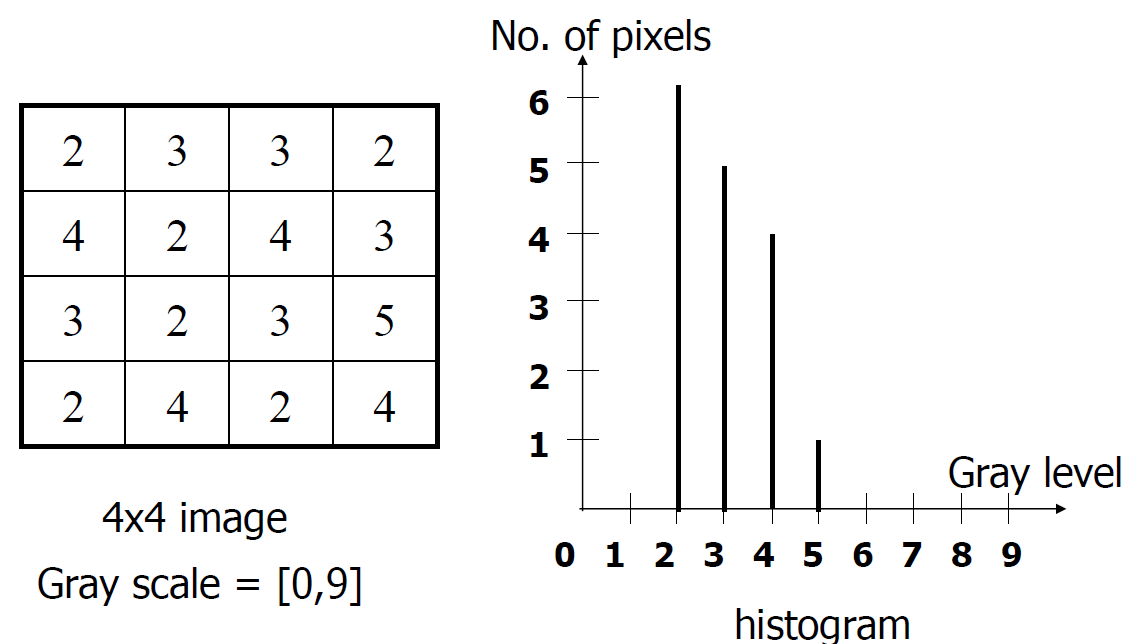 2 3 3 2
4 2 4 3
3 2 3 5
2 4 2 4
4x4 image
Gray scale = [0,9]
No. of pixels
6
5
4
3
2
1
Gray level
0 1 2 3 4 5 6 7 8 9
histogram